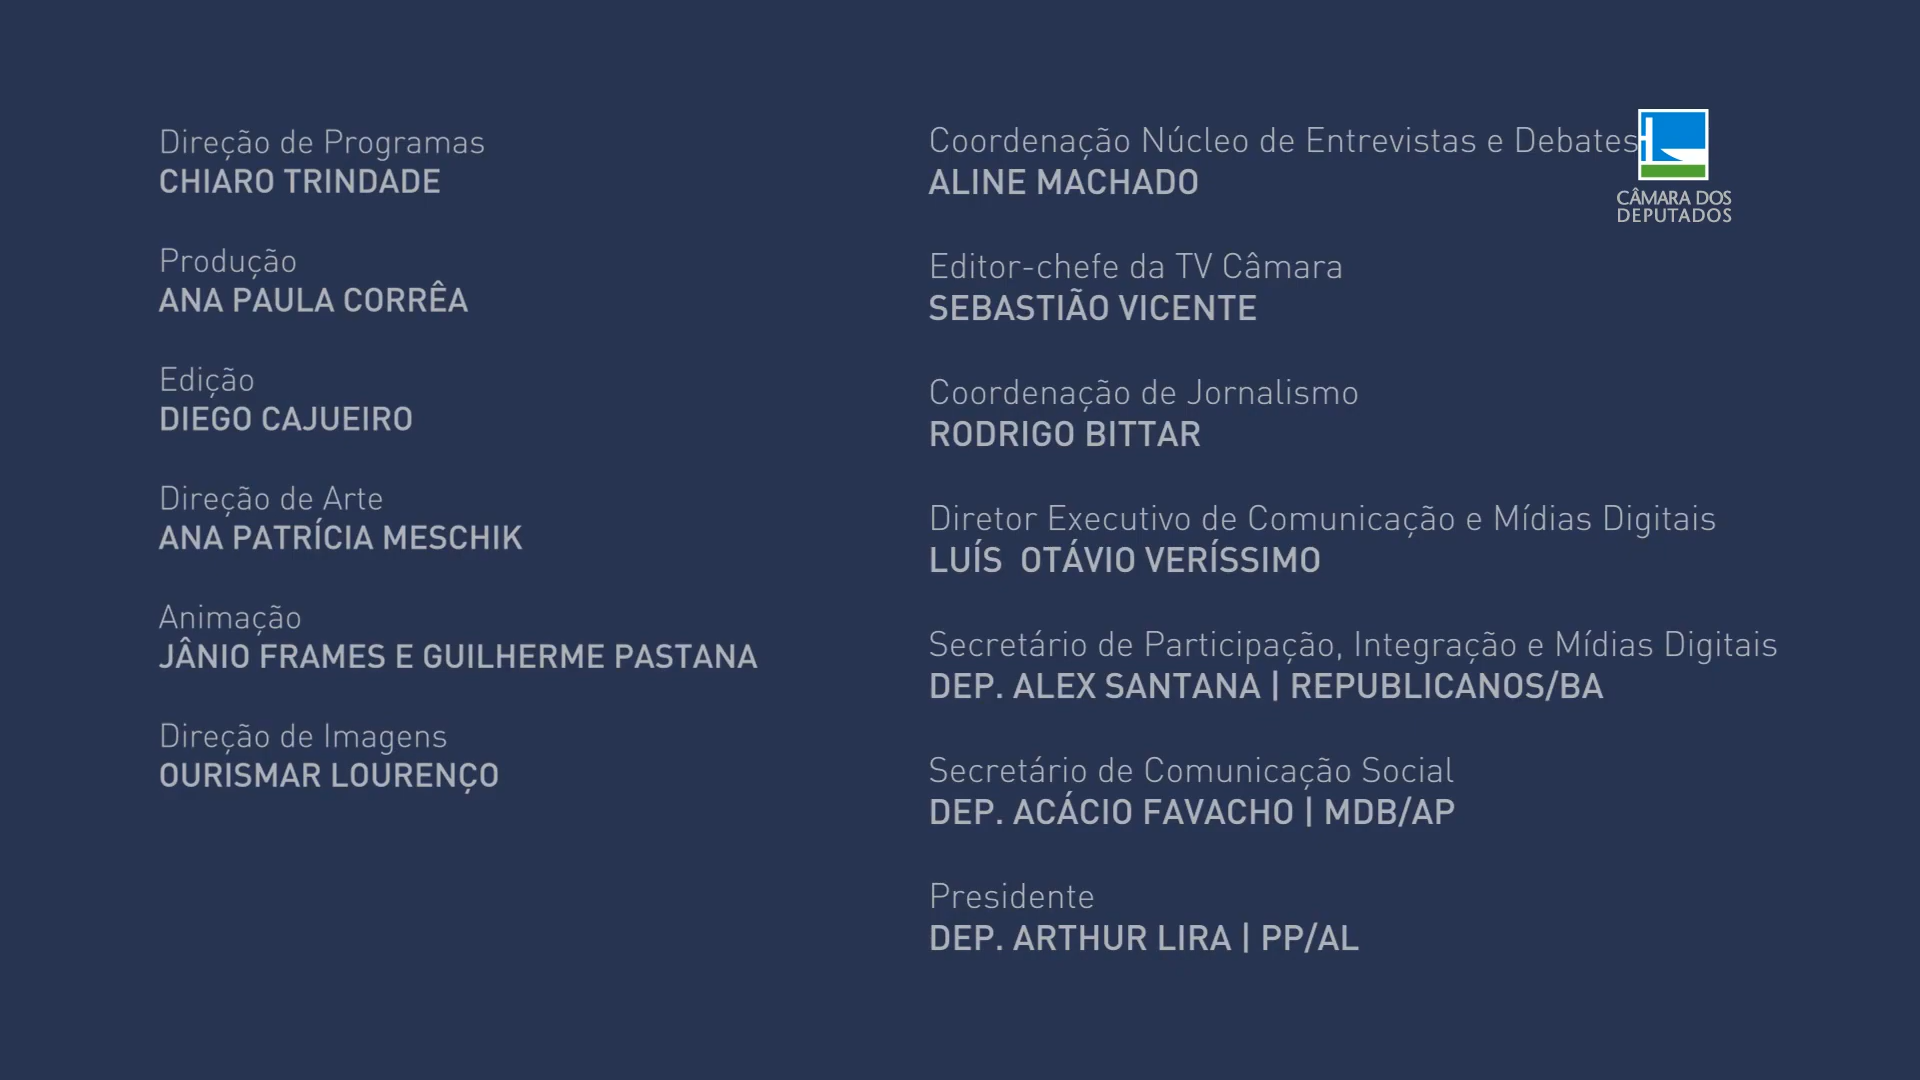 Direção de Programas
CHIARO TRINDADE
Produção
ANA PAULA CORRÊA
Edição
DIEGO CAJUEIRO
Direção de Arte
ANA PATRÍCIA MESCHIK
Animação
JÂNIO FRAMES E GUILHERME PASTANA
Direção de Imagens
OURISMAR LOURENÇO
Coordenação Núcleo de Entrevistas e Debates
ALINE MACHADO
Editor-chefe da TV Câmara
SEBASTIÃO VICENTE
Coordenação de Jornalismo
RODRIGO BITTAR
Diretor Executivo de Comunicação e Mídias Digitais
LUÍS  OTÁVIO VERÍSSIMO
Secretário de Participação, Integração e Mídias Digitais
DEP. ALEX SANTANA | REPUBLICANOS/BA
Secretário de Comunicação Social
DEP. ACÁCIO FAVACHO | MDB/AP
Presidente
DEP. ARTHUR LIRA | PP/AL
CÂMARA DOS
DEPUTADOS